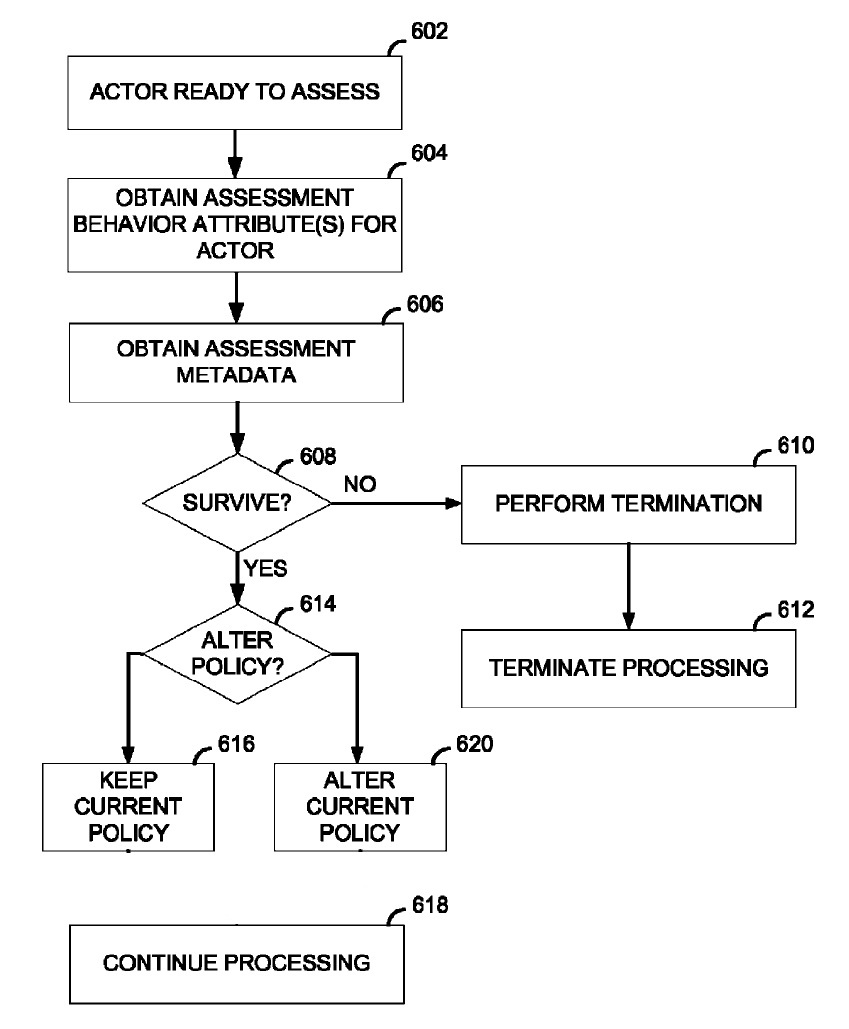 602
ACTOR READY TO ASSESS
604
OBTAIN ASSESSMENT
BEHAVIOR ATTRIBUTE(S) FOR
ACTOR
606
OBTAIN ASSESSMENT
METADATA
608
SURVIVE?
NO
610
PERFORM TERMINATION
YES
612
TERMINATE PROCESSING
614
ALTER
POLICY?
616
KEEP
CURRENT
POLICY
620
ALTER
CURRENT
POLICY
618
CONTINUE PROCESSING